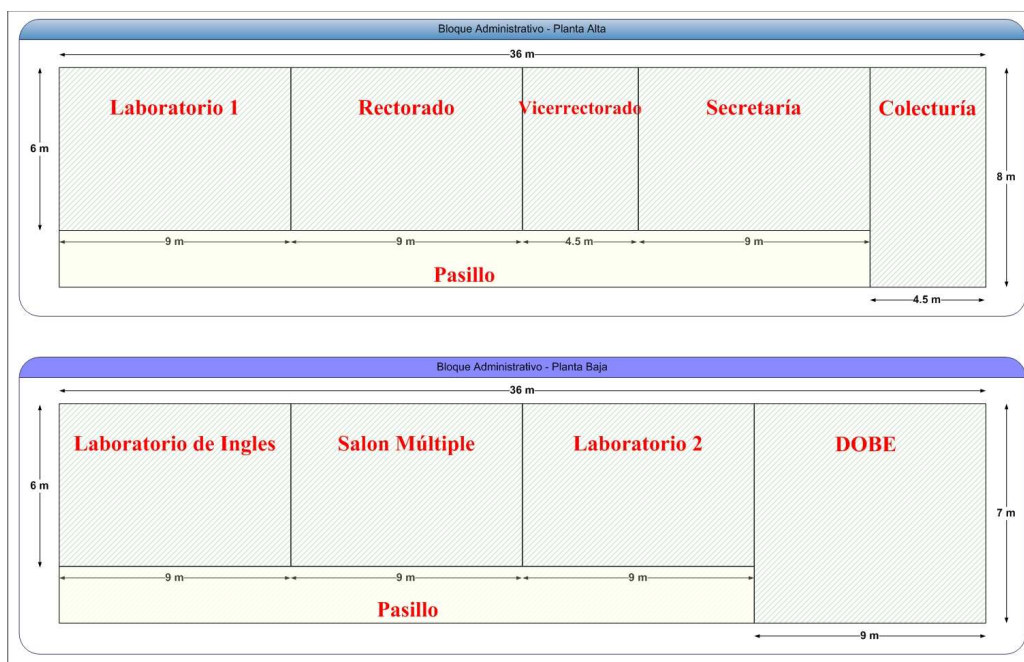 Bloque Administrativo - Planta Alta
36 m
Laboratorio 1 Rectorado Vicerrectorado Secretaría Colecturía
6 m
8 m
9 m 9 m 4.5 m 9 m
Pasillo
4.5 m
Bloque Administrativo - Planta Baja
36 m
Laboratorio de Ingles Salon Múltiple Laboratorio 2 DOBE
6 m
7 m
9 m 9 m 9 m
Pasillo
9 m